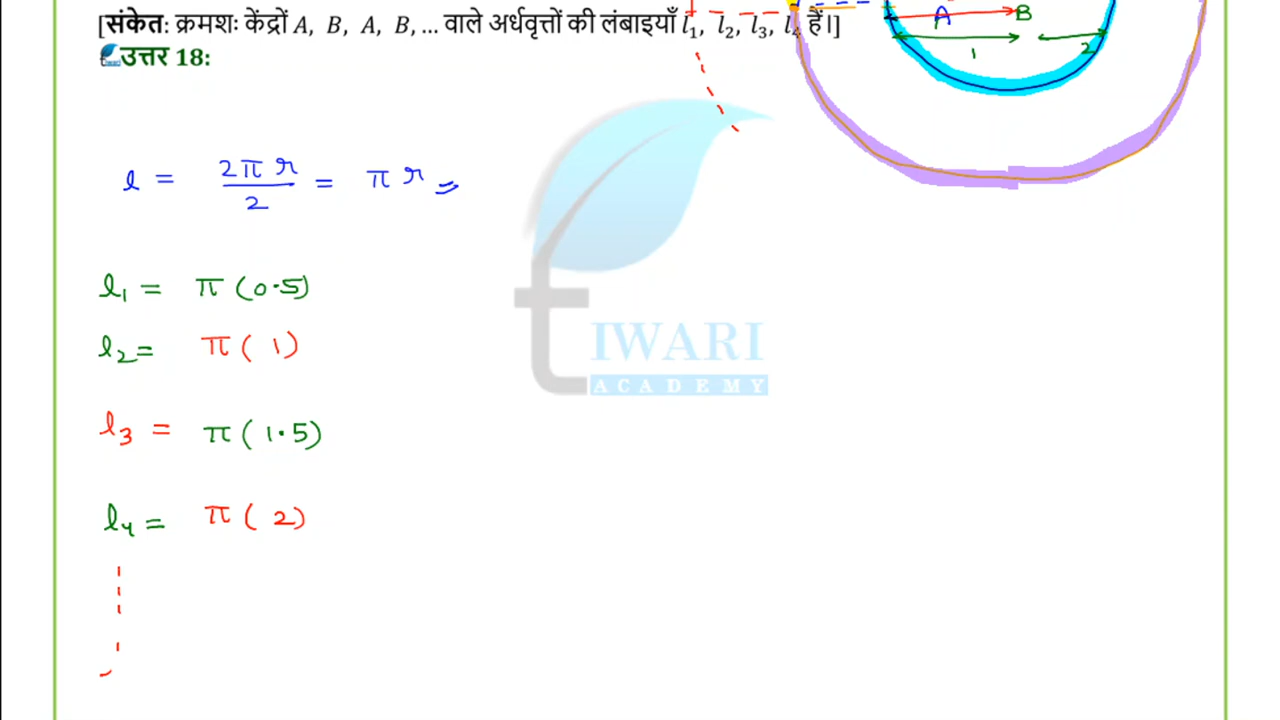 [संकेत: क्रमशः केंद्रों A, B, A, B, ... वाले अर्धवृत्तों की लंबाइयाँ l₁, l₂, l₃, l₄ हैं।]
A B
1 2
उत्तर 18:
l = 2πr/2 = πr
l₁ = π(0.5)
l₂ = π(1)
l₃ = π(1.5)
l₄ = π(2)
TIWARI
ACADEMY